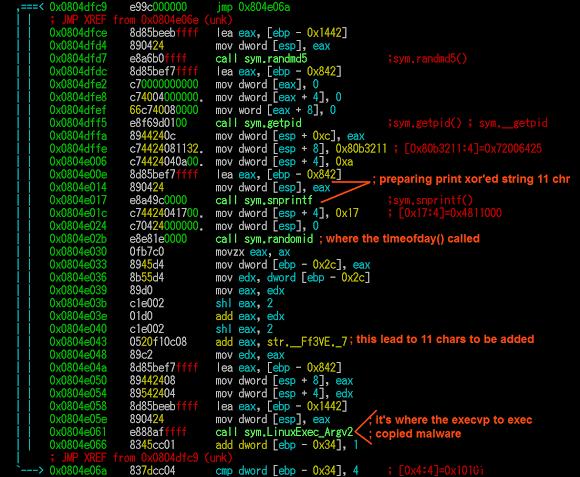 ,===< 0x0804dfc9 e99c000000 jmp 0x804e06a
; JMP XREF from 0x0804e06e (unk)
0x0804dfce 8d85beebffff lea eax, [ebp - 0x1442]
0x0804dfd4 890424 mov dword [esp], eax
0x0804dfd7 e8a6b0ffff call sym.randmd5 ;sym.randmd5()
0x0804dfdc 8d85bef7ffff lea eax, [ebp - 0x842]
0x0804dfe2 c70000000000 mov dword [eax], 0
0x0804dfe8 c7400400000. mov dword [eax + 4], 0
0x0804dfef 66c740080000 mov word [eax + 8], 0
0x0804dff5 e8f69d0100 call sym.getpid ;sym.getpid() ; sym.__getpid
0x0804dffa 8944240c mov dword [esp + 0xc], eax
0x0804dffe c74424081132. mov dword [esp + 8], 0x80b3211 ; [0x80b3211:4]=0x72006425
0x0804e006 c74424040a00. mov dword [esp + 4], 0xa
0x0804e00e 8d85bef7ffff lea eax, [ebp - 0x842] ; preparing print xor'ed string 11 chr
0x0804e014 890424 mov dword [esp], eax
0x0804e017 e8a49c0000 call sym.snprintf ;sym.snprintf()
0x0804e01c c74424041700. mov dword [esp + 4], 0x17 ; [0x17:4]=0x4811000
0x0804e024 c70424000000. mov dword [esp], 0
0x0804e02b e8e81e0000 call sym.randomid ; where the timeofday() called
0x0804e030 0fb7c0 movzx eax, ax
0x0804e033 8945d4 mov dword [ebp - 0x2c], eax
0x0804e036 8b55d4 mov edx, dword [ebp - 0x2c]
0x0804e039 89d0 mov eax, edx
0x0804e03b c1e002 shl eax, 2
0x0804e03e 01d0 add eax, edx
0x0804e040 c1e002 shl eax, 2
0x0804e043 0520f10c08 add eax, str.__Ff3VE._7 ; this lead to 11 chars to be added
0x0804e048 89c2 mov edx, eax
0x0804e04a 8d85bef7ffff lea eax, [ebp - 0x842]
0x0804e050 89442408 mov dword [esp + 8], eax
0x0804e054 89542404 mov dword [esp + 4], edx
0x0804e058 8d85beebffff lea eax, [ebp - 0x1442]
0x0804e05e 890424 mov dword [esp], eax ; it's where the execvp to exec
0x0804e061 e888afffff call sym.LinuxExec_Argv2 ; copied malware
0x0804e066 8345cc01 add dword [ebp - 0x34], 1
; JMP XREF from 0x0804dfc9 (unk)
`---> 0x0804e06a 837dcc04 cmp dword [ebp - 0x34], 4 ; [0x4:4]=0x10101